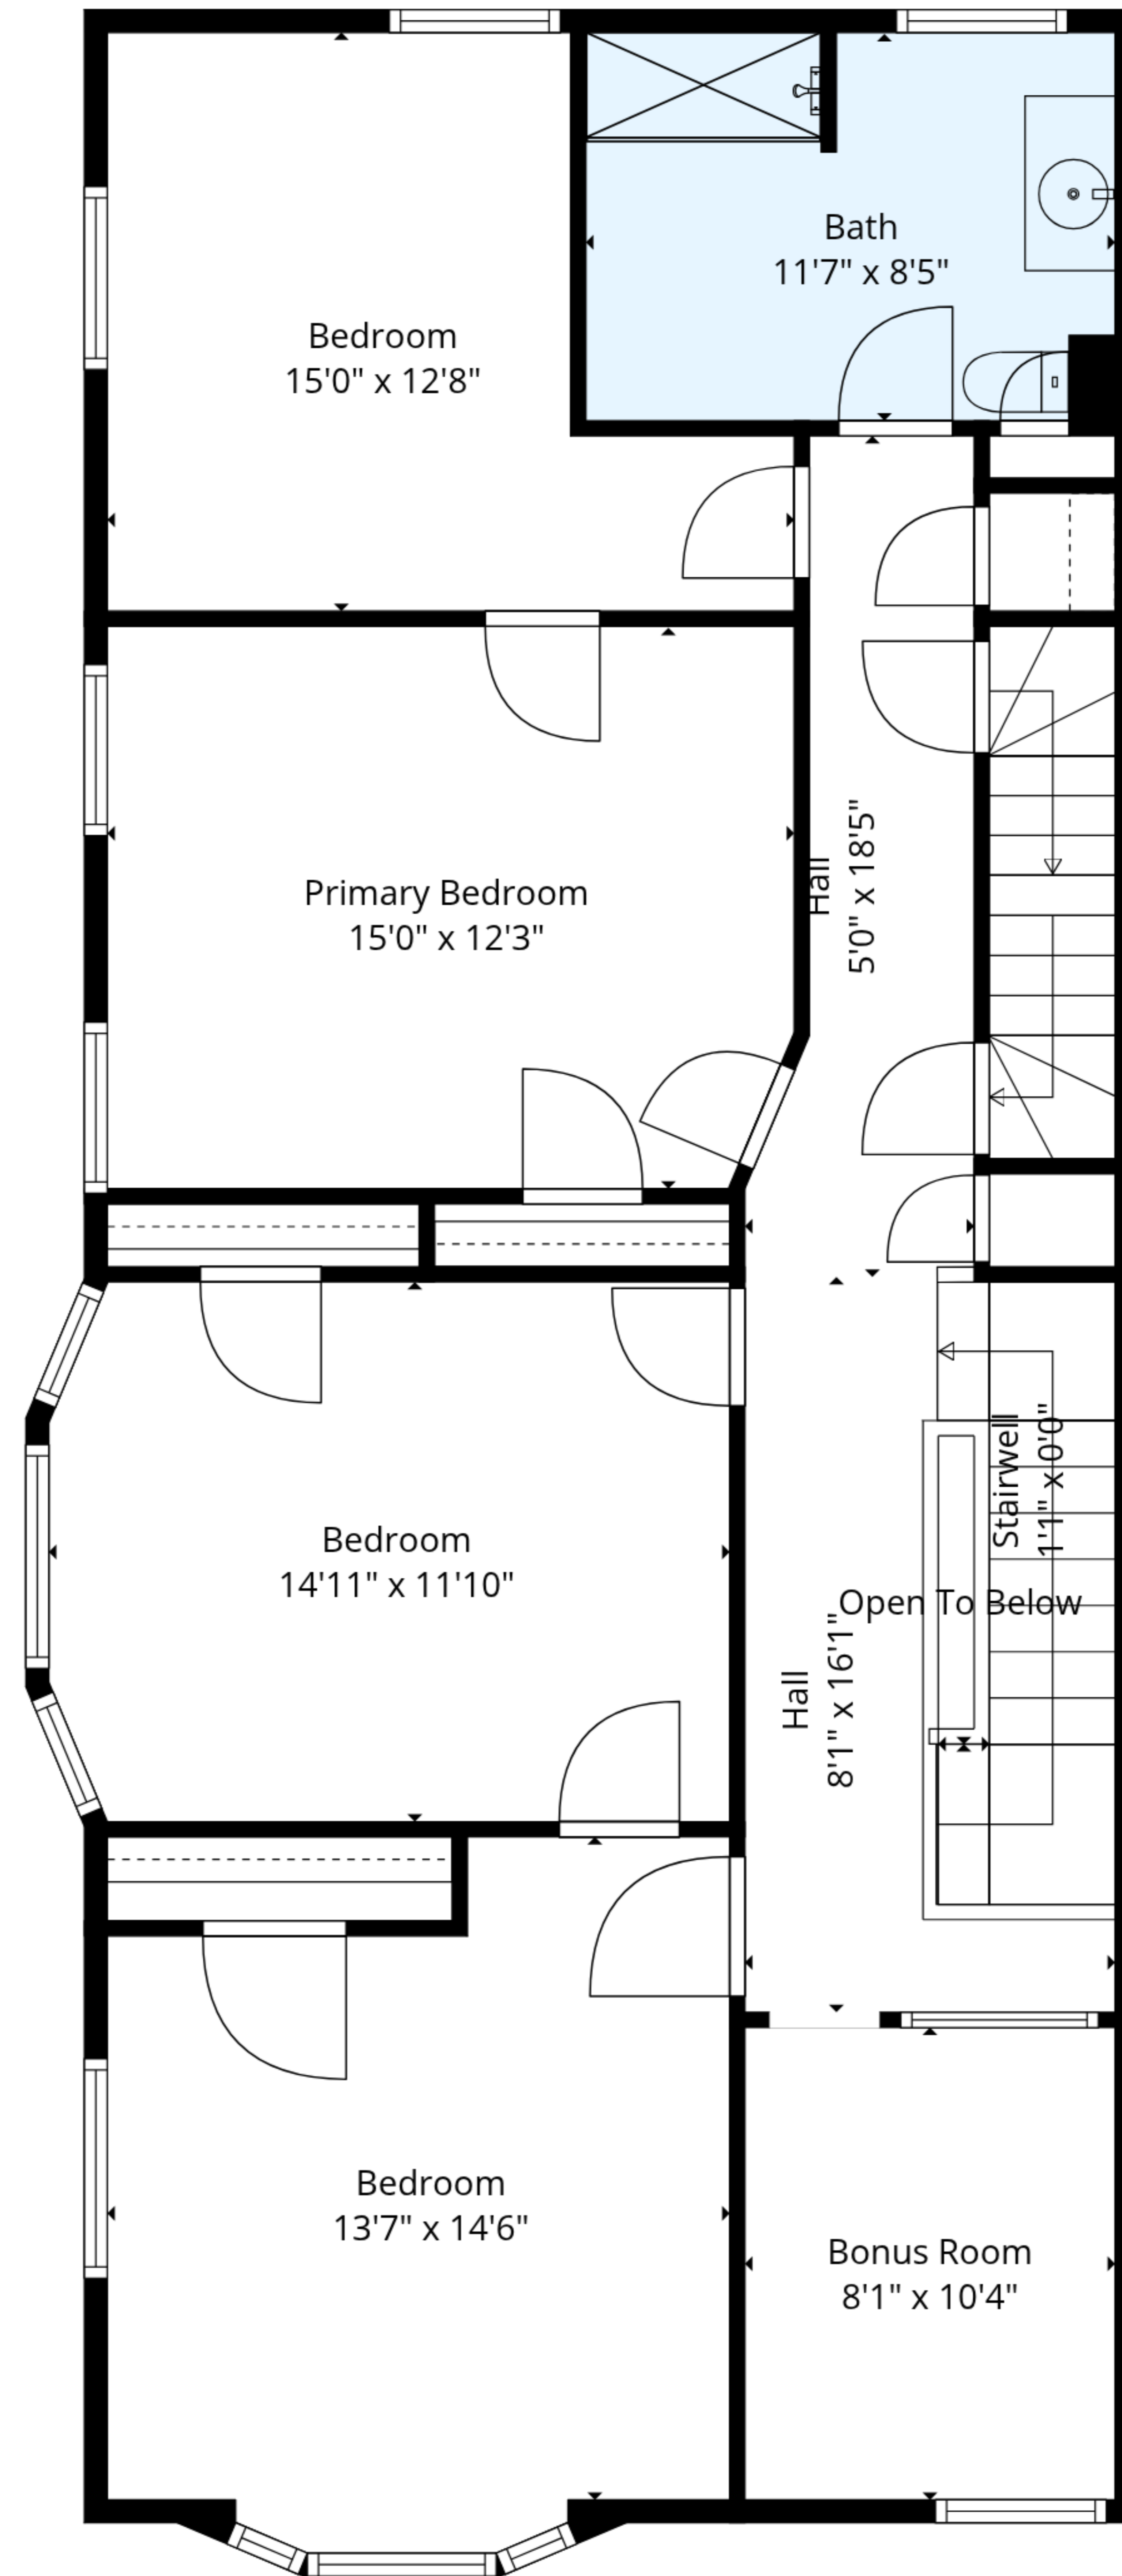 Bath
11'7" x 8'5"
Bedroom
15'0" x 12'8"
Hall
5'0" x 18'5"
Primary Bedroom
15'0" x 12'3"
Stairwell
1'1" x 0'0"
Bedroom
14'11" x 11'10"
Open To Below
Hall
8'1" x 16'1"
Bedroom
13'7" x 14'6"
Bonus Room
8'1" x 10'4"